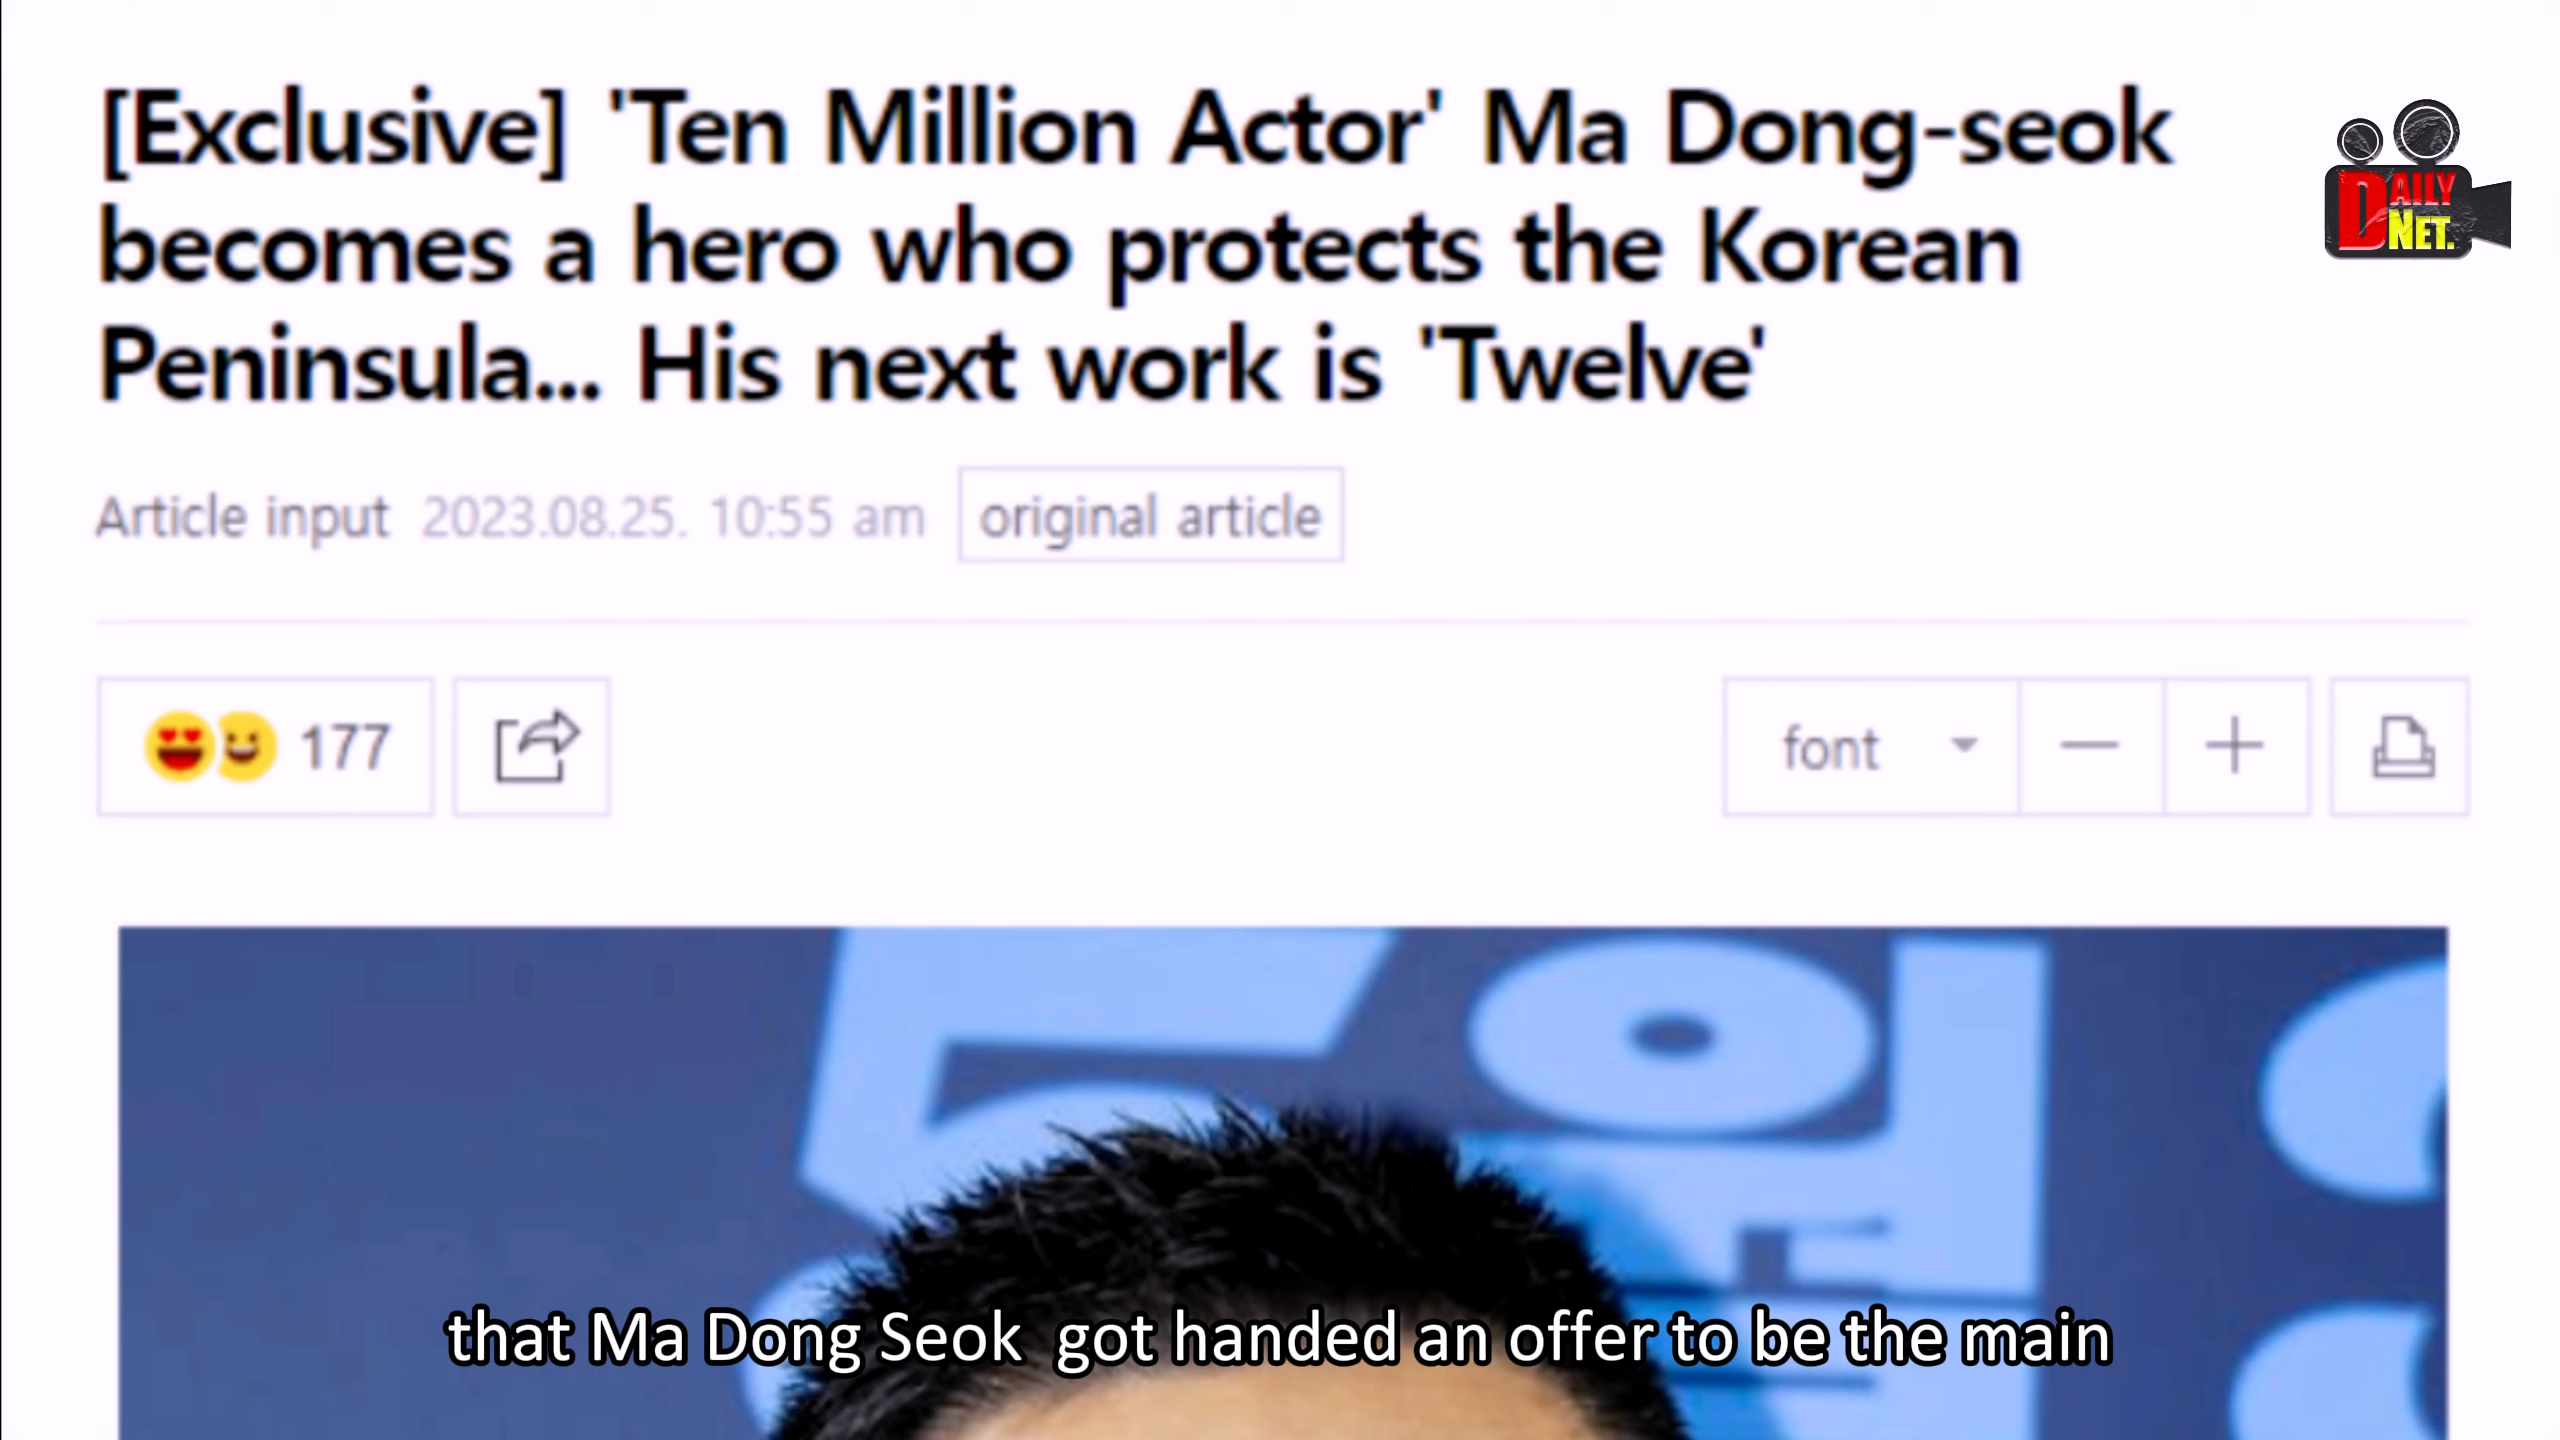 [Exclusive] 'Ten Million Actor' Ma Dong-seok
becomes a hero who protects the Korean
Peninsula... His next work is 'Twelve'
DAILY
NET.
Article input 2023.08.25. 10:55 am original article
177
font
that Ma Dong Seok  got handed an offer to be the main